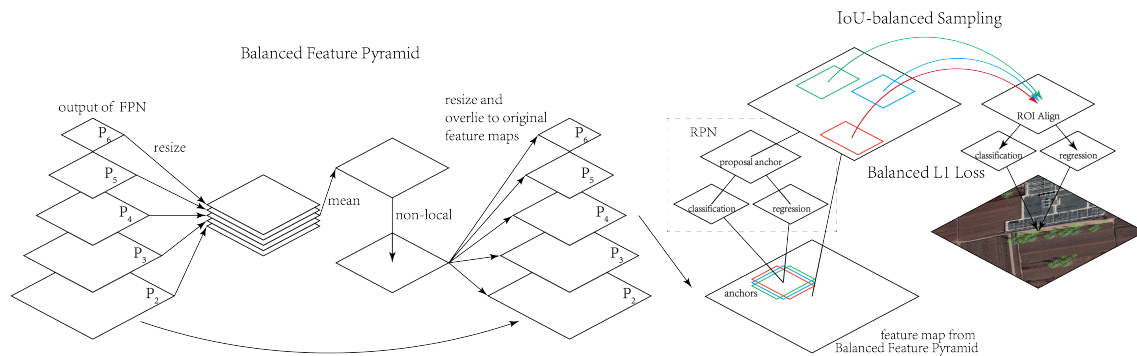 Balanced Feature Pyramid
output of FPN
P6
resize
P5
P4
P3
P2
mean
non-local
resize and
overlie to original
feature maps
P6
P5
P4
P3
P2
IoU-balanced Sampling
RPN
proposal anchor
classification
regression
anchors
feature map from
Balanced Feature Pyramid
ROI Align
classification
regression
Balanced L1 Loss